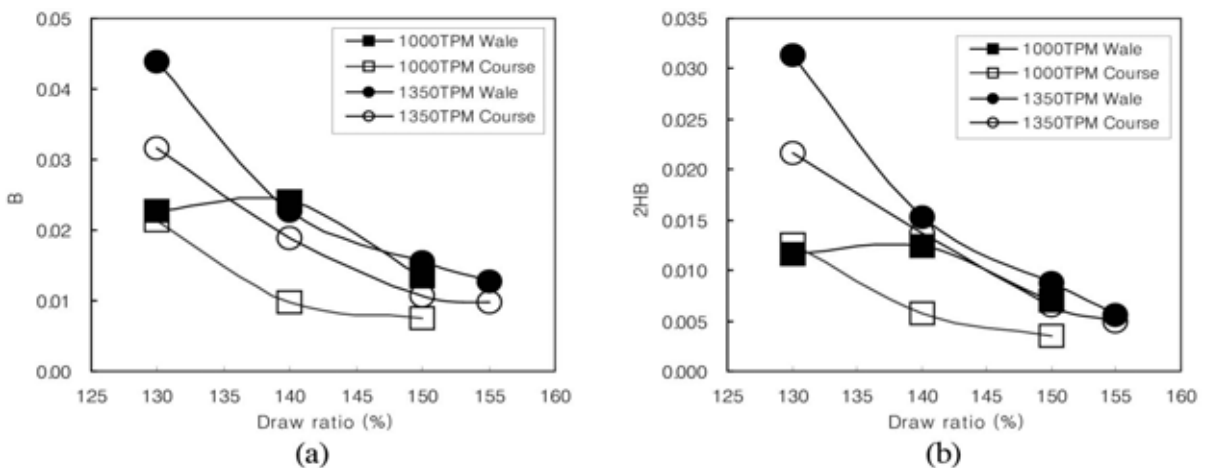 0.05
0.04
0.03
0.02
0.01
0.00
B
1000TPM Wale
1000TPM Course
1350TPM Wale
1350TPM Course
125 130 135 140 145 150 155 160
Draw ratio (%)
(a)
0.035
0.030
0.025
0.020
0.015
0.010
0.005
0.000
2HB
1000TPM Wale
1000TPM Course
1350TPM Wale
1350TPM Course
125 130 135 140 145 150 155 160
Draw ratio (%)
(b)